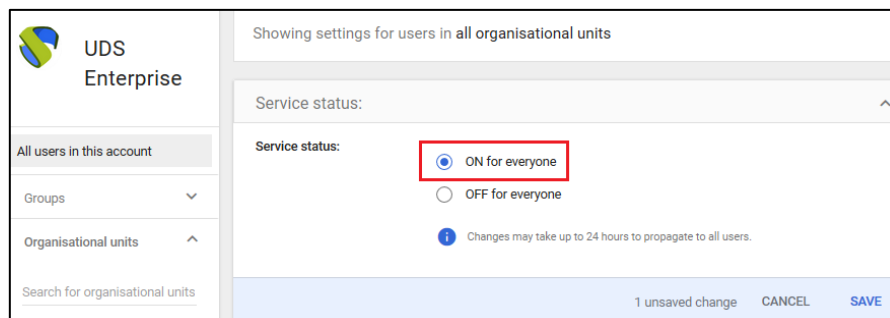 UDS
Enterprise
All users in this account
Groups
Organisational units
Search for organisational units
Showing settings for users in all organisational units
Service status:
Service status:
ON for everyone
OFF for everyone
Changes may take up to 24 hours to propagate to all users.
1 unsaved change CANCEL SAVE